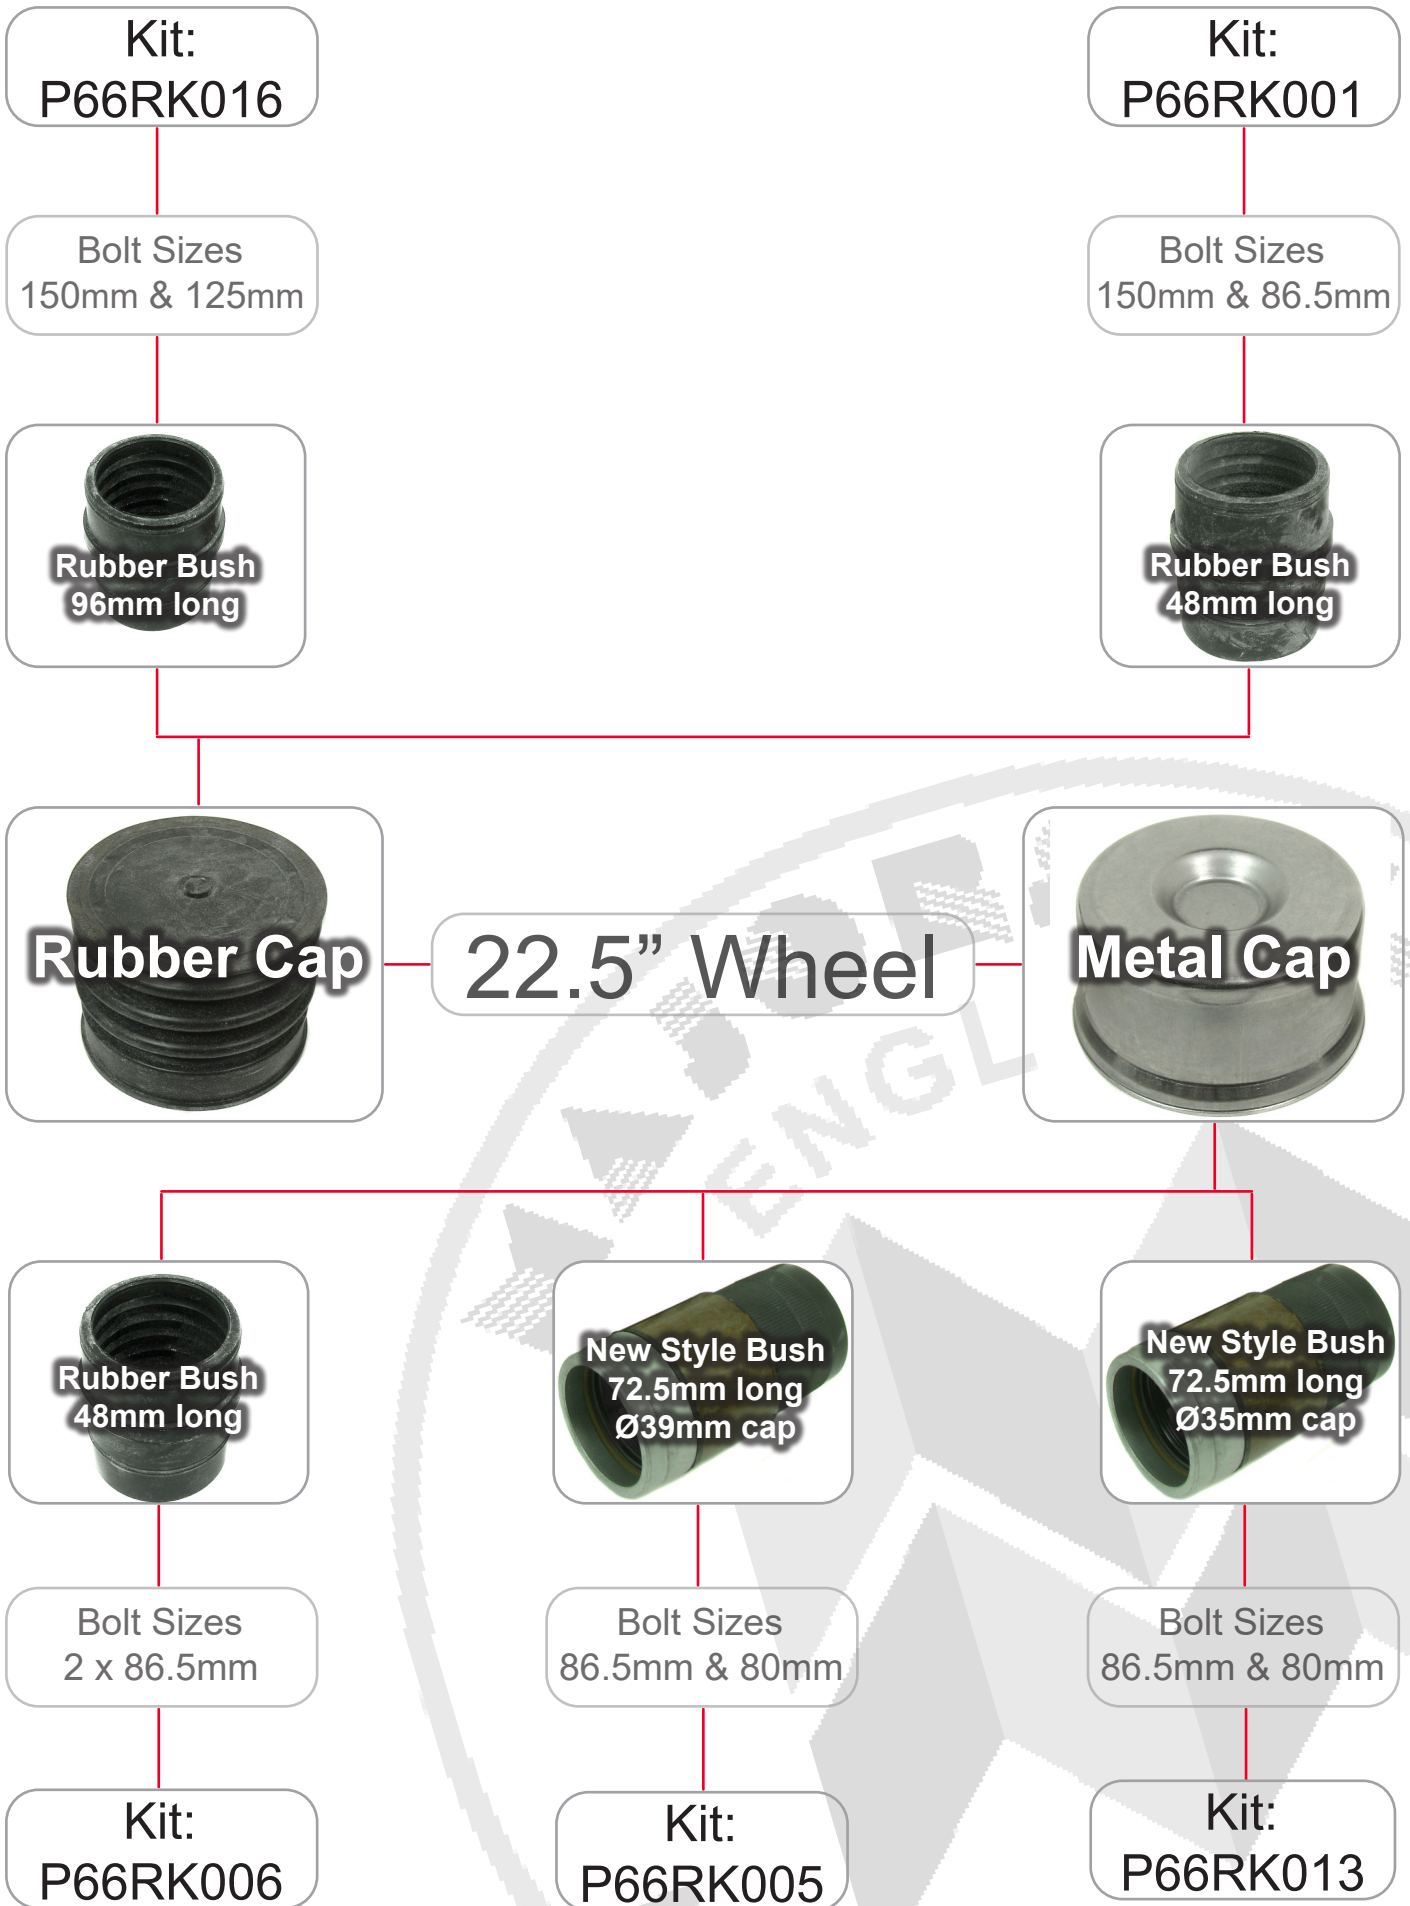 Kit:
P66RK016
Kit:
P66RK001
Bolt Sizes
150mm & 125mm
Bolt Sizes
150mm & 86.5mm
Rubber Bush
96mm long
Rubber Bush
48mm long
Rubber Cap
22.5” Wheel
Metal Cap
ENGL
Rubber Bush
48mm long
New Style Bush
72.5mm long
Ø39mm cap
New Style Bush
72.5mm long
Ø35mm cap
Bolt Sizes
2 x 86.5mm
Bolt Sizes
86.5mm & 80mm
Bolt Sizes
86.5mm & 80mm
Kit:
P66RK006
Kit:
P66RK005
Kit:
P66RK013